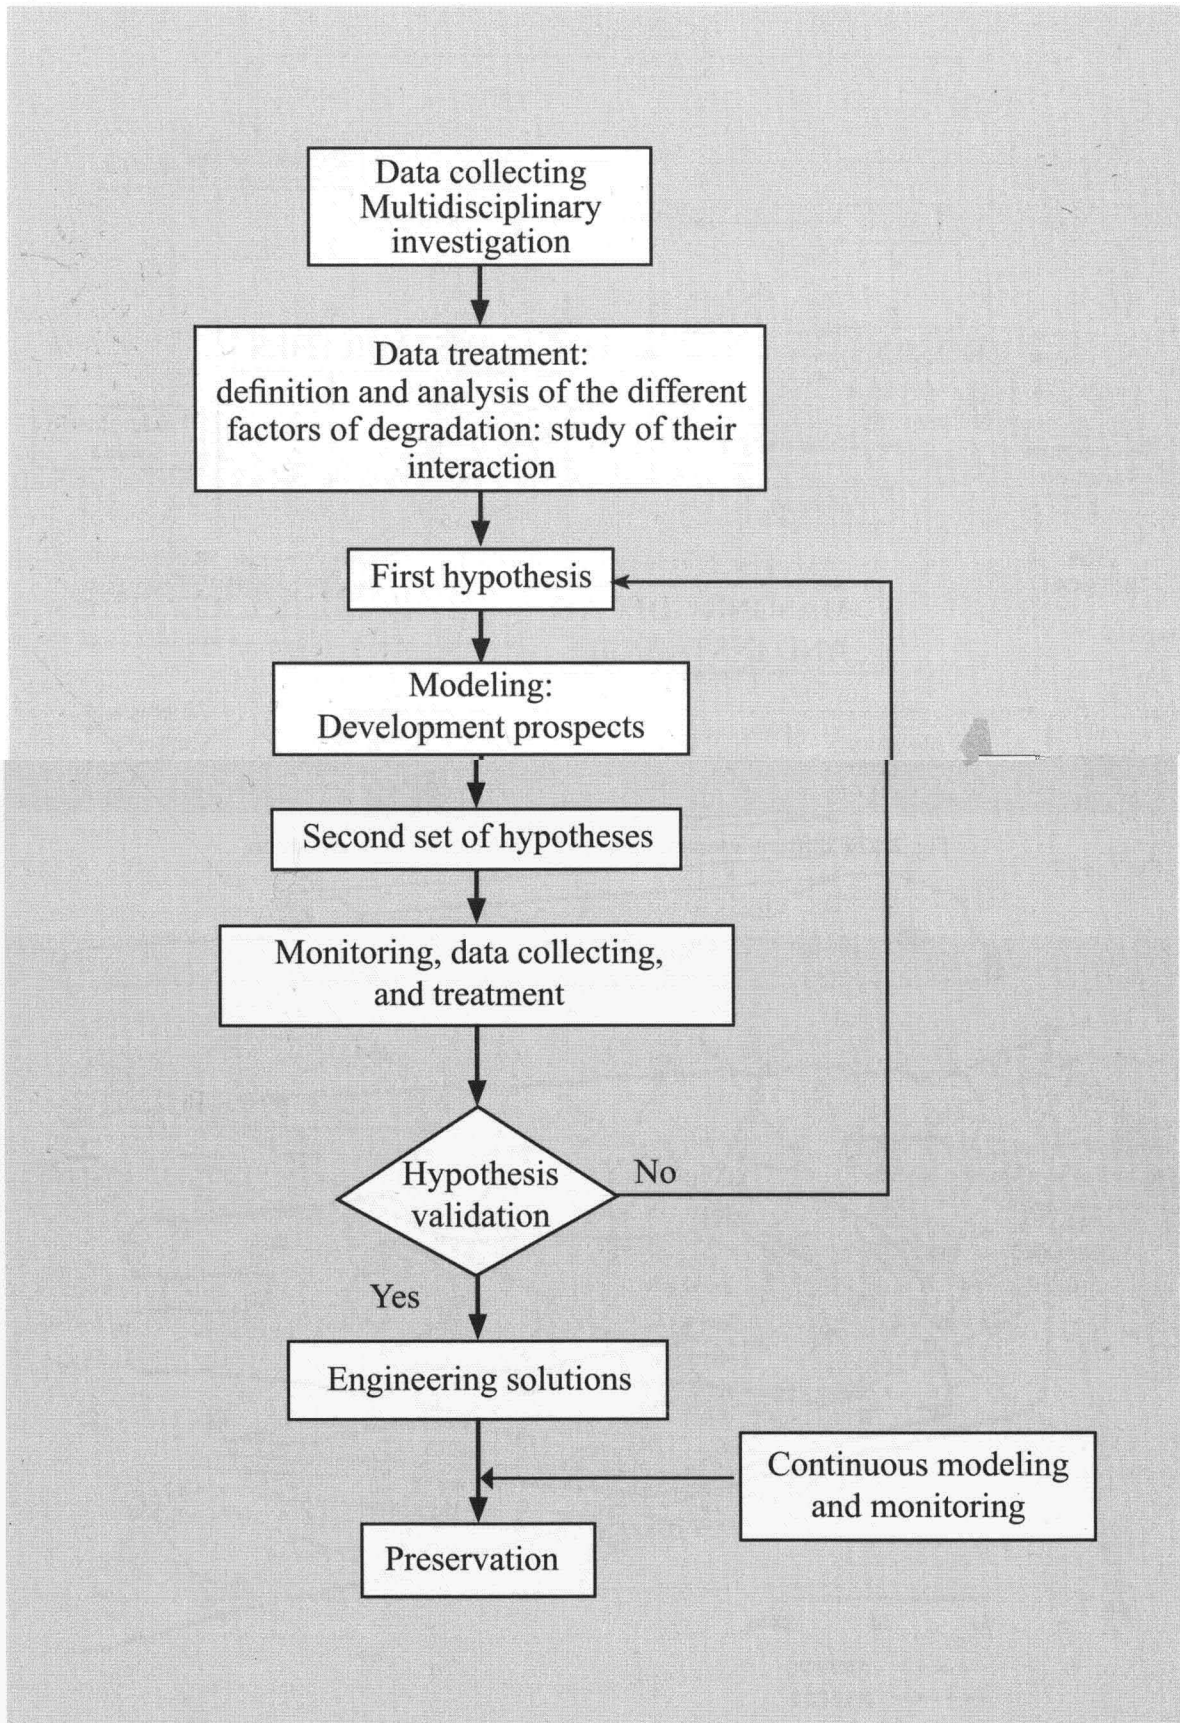 Data collecting
Multidisciplinary
investigation
Data treatment:
definition and analysis of the different
factors of degradation: study of their
interaction
First hypothesis
Modeling:
Development prospects
Second set of hypotheses
Monitoring, data collecting,
and treatment
Hypothesis
validation
No
Yes
Engineering solutions
Continuous modeling
and monitoring
Preservation